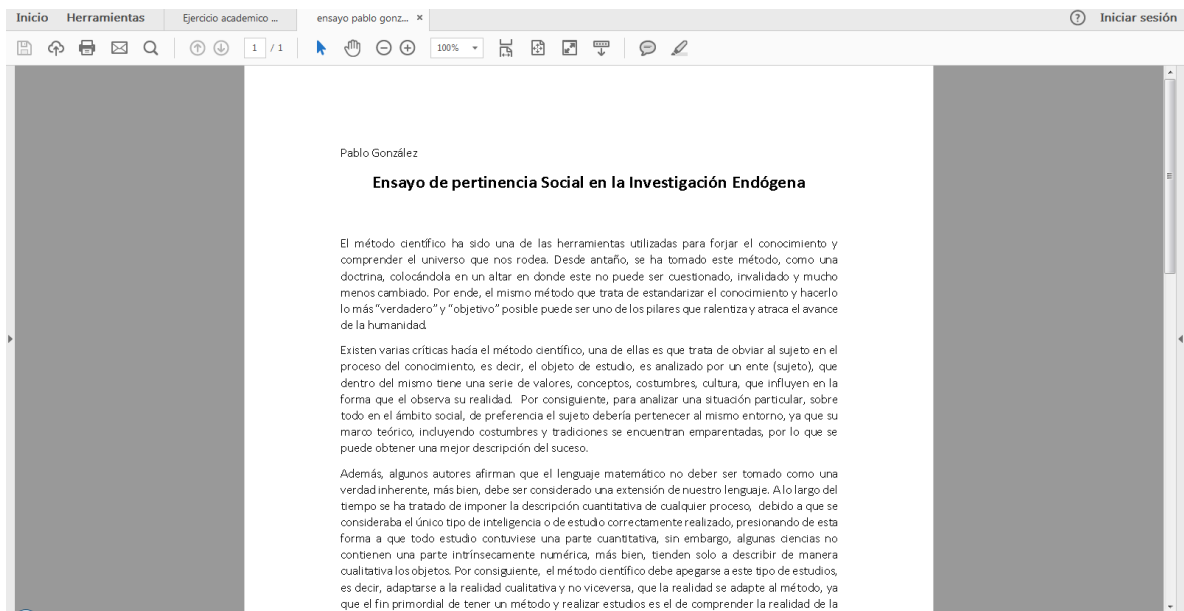 Inicio Herramientas Ejercicio academico ... ensayo pablo gonz... × ? Iniciar sesión
1 / 1 100%
Pablo González
Ensayo de pertinencia Social en la Investigación Endógena
El método científico ha sido una de las herramientas utilizadas para forjar el conocimiento y
comprender el universo que nos rodea. Desde antaño, se ha tomado este método, como una
doctrina, colocándola en un altar en donde este no puede ser cuestionado, invalidado y mucho
menos cambiado. Por ende, el mismo método que trata de estandarizar el conocimiento y hacerlo
lo más “verdadero” y “objetivo” posible puede ser uno de los pilares que ralentiza y atraca el avance
de la humanidad.
Existen varias críticas hacía el método científico, una de ellas es que trata de obviar al sujeto en el
proceso del conocimiento, es decir, el objeto de estudio, es analizado por un ente (sujeto), que
dentro del mismo tiene una serie de valores, conceptos, costumbres, cultura, que influyen en la
forma que el observa su realidad. Por consiguiente, para analizar una situación particular, sobre
todo en el ámbito social, de preferencia el sujeto debería pertenecer al mismo entorno, ya que su
marco teórico, incluyendo costumbres y tradiciones se encuentran emparentadas, por lo que se
puede obtener una mejor descripción del suceso.
Además, algunos autores afirman que el lenguaje matemático no deber ser tomado como una
verdad inherente, más bien, debe ser considerado una extensión de nuestro lenguaje. A lo largo del
tiempo se ha tratado de imponer la descripción cuantitativa de cualquier proceso, debido a que se
consideraba el único tipo de inteligencia o de estudio correctamente realizado, presionando de esta
forma a que todo estudio contuviese una parte cuantitativa, sin embargo, algunas ciencias no
contienen una parte intrínsecamente numérica, más bien, tienden solo a describir de manera
cualitativa los objetos. Por consiguiente, el método científico debe apegarse a este tipo de estudios,
es decir, adaptarse a la realidad cualitativa y no viceversa, que la realidad se adapte al método, ya
que el fin primordial de tener un método y realizar estudios es el de comprender la realidad de la